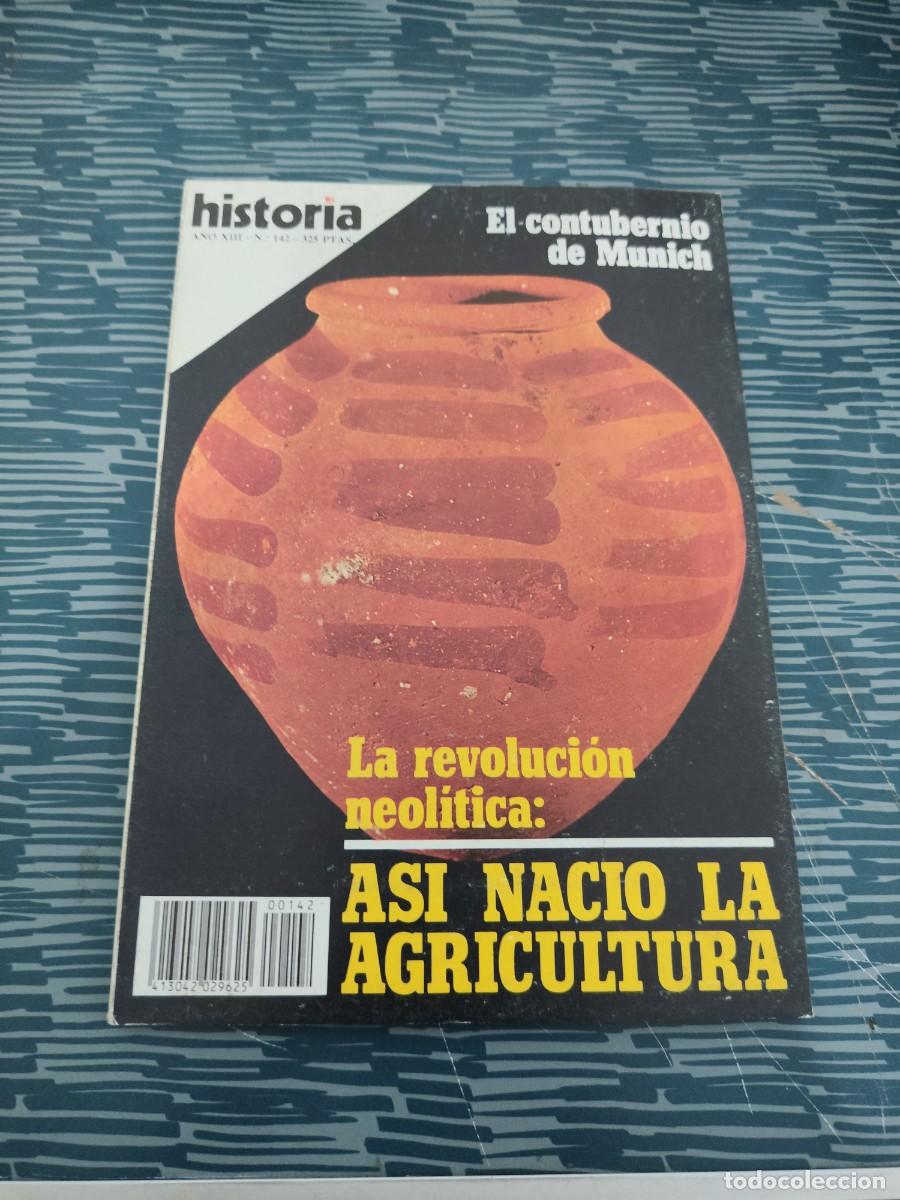 historia
AÑO XIII - N.º 142 - 325 PTAS.
El contubernio
de Munich
La revolución
neolítica:
ASI NACIO LA
AGRICULTURA
00142
413042 029625
todocoleccion